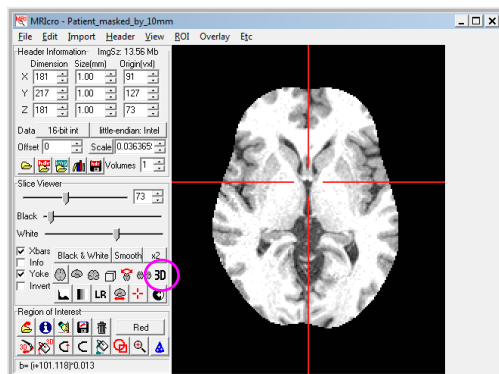 MRIcro - Patient_masked_by_10mm
File Edit Import Header View ROI Overlay Etc
Header Information ImgSz: 13.56 Mb
Dimension Size(mm) Origin(vxl)
X 181 1.00 91
Y 217 1.00 127
Z 181 1.00 73
Data 16-bit int little-endian: Intel
Offset 0 Scale 0.03636
Volumes 1
Slice Viewer
73
Black
White
Xbars Black & White Smooth x2
Info
Yoke 3D
Invert LR
Region of Interest
Red
3D 3D
b= (i+101.118)*0.013